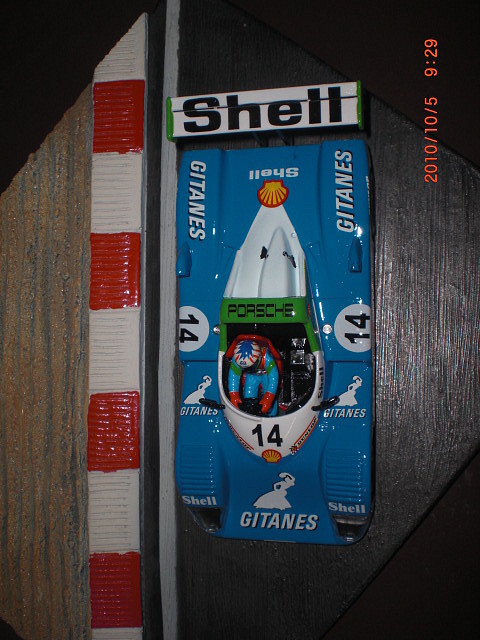 2010/10/5 9:29
Shell
GITANES
Shell
GITANES
PORSCHE
14
14
GITANES
GITANES
14
Shell
Shell
GITANES